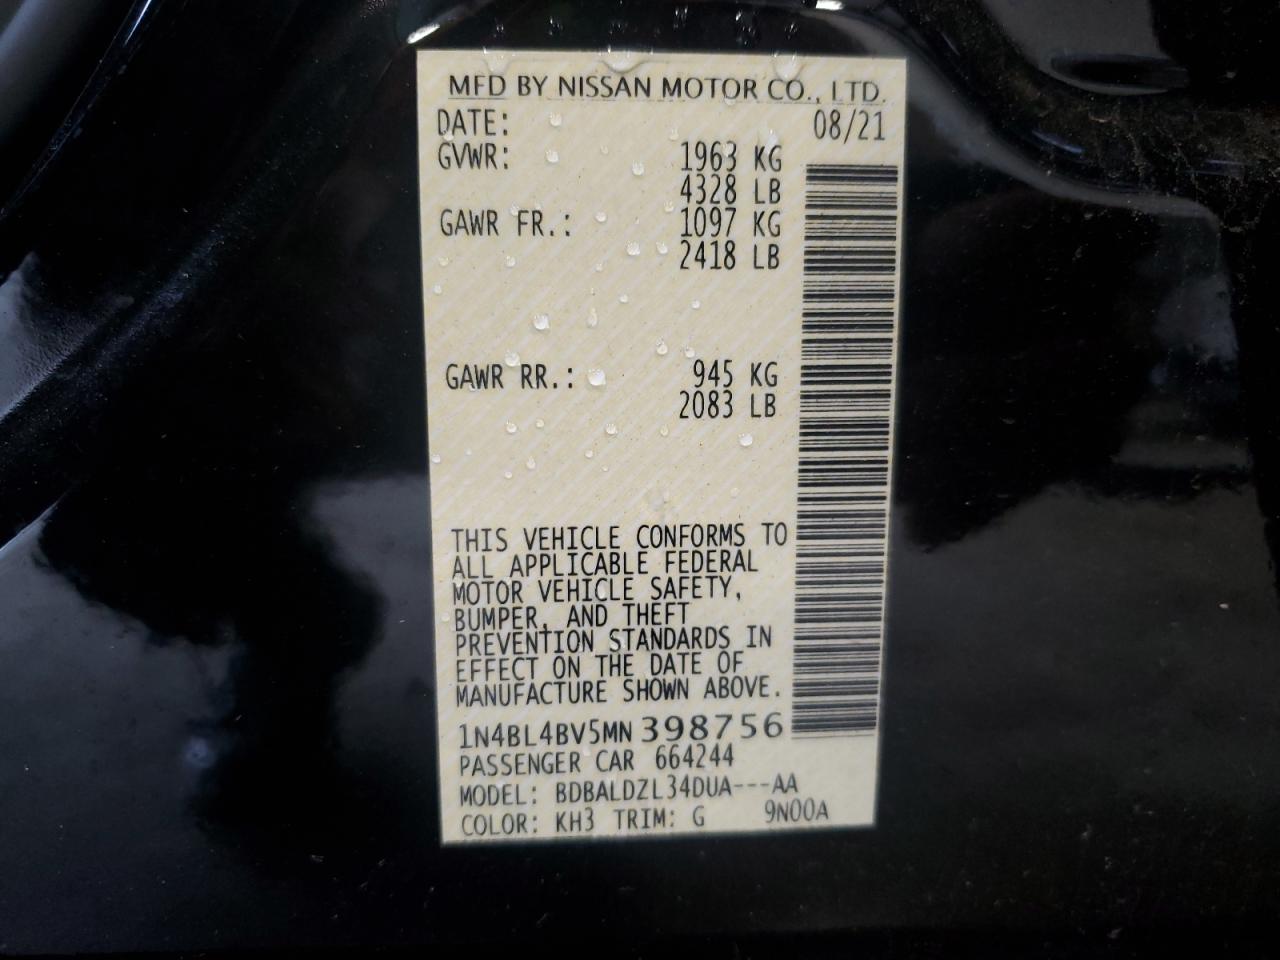 MFD BY NISSAN MOTOR CO., LTD.
DATE: 08/21
GVWR: 1963 KG
4328 LB
GAWR FR.: 1097 KG
2418 LB
GAWR RR.: 945 KG
2083 LB
THIS VEHICLE CONFORMS TO
ALL APPLICABLE FEDERAL
MOTOR VEHICLE SAFETY,
BUMPER, AND THEFT
PREVENTION STANDARDS IN
EFFECT ON THE DATE OF
MANUFACTURE SHOWN ABOVE.
1N4BL4BV5MN398756
PASSENGER CAR 664244
MODEL: BDBALDZL34DUA---AA
COLOR: KH3 TRIM: G 9N00A